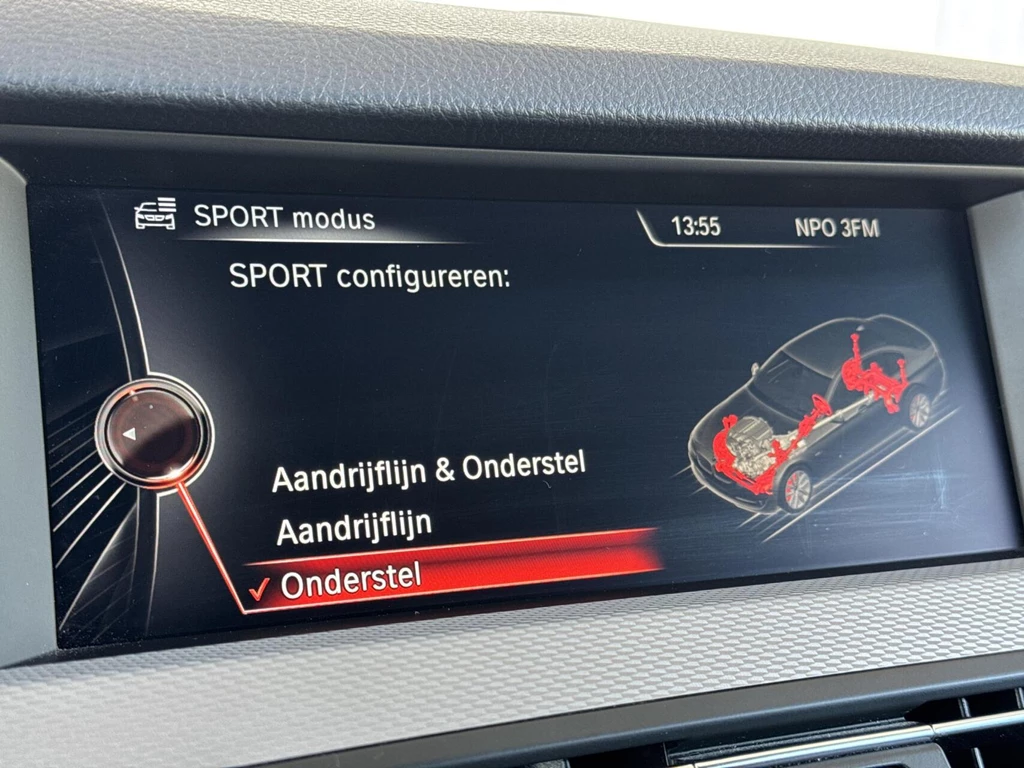 SPORT modus
13:55
NPO 3FM
SPORT configureren:
Aandrijflijn & Onderstel
Aandrijflijn
Onderstel